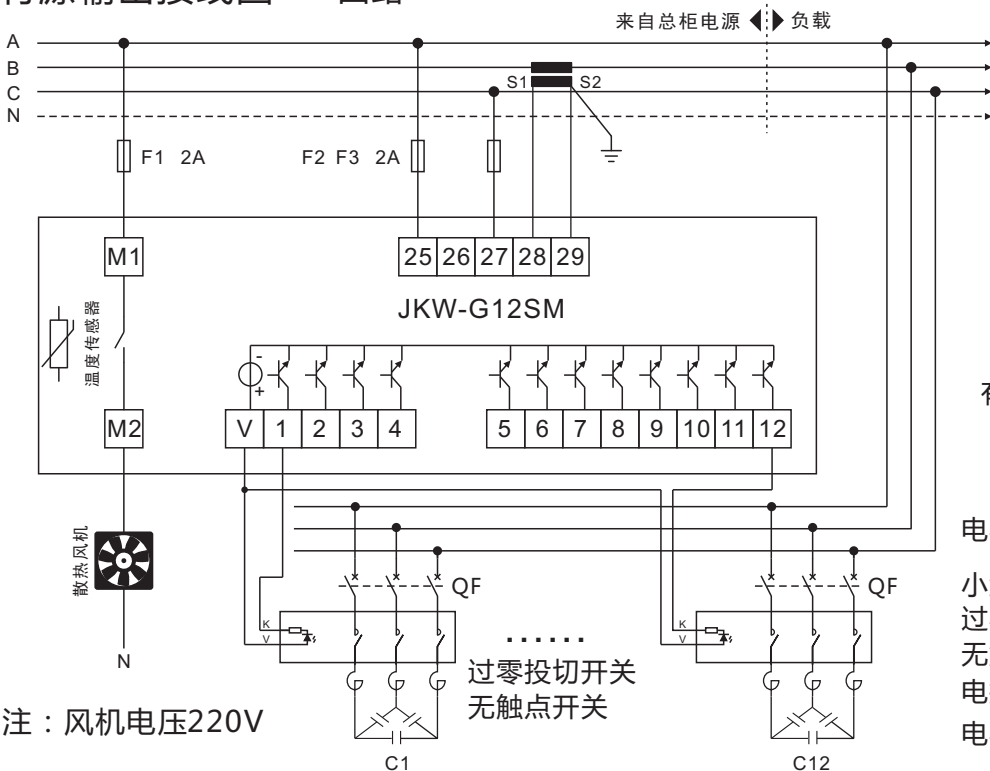 来自总柜电源 负载
A
B
C
N
S1 S2
F1 2A
F2 F3 2A
M1
25 26 27 28 29
JKW-G12SM
温度传感器
-
+
M2
V 1 2 3 4
5 6 7 8 9 10 11 12
散热风机
N
QF
QF
K
V
K
V
......
过零投切开关
无触点开关
注：风机电压220V
C1
C12
电
小
过
无
电
电